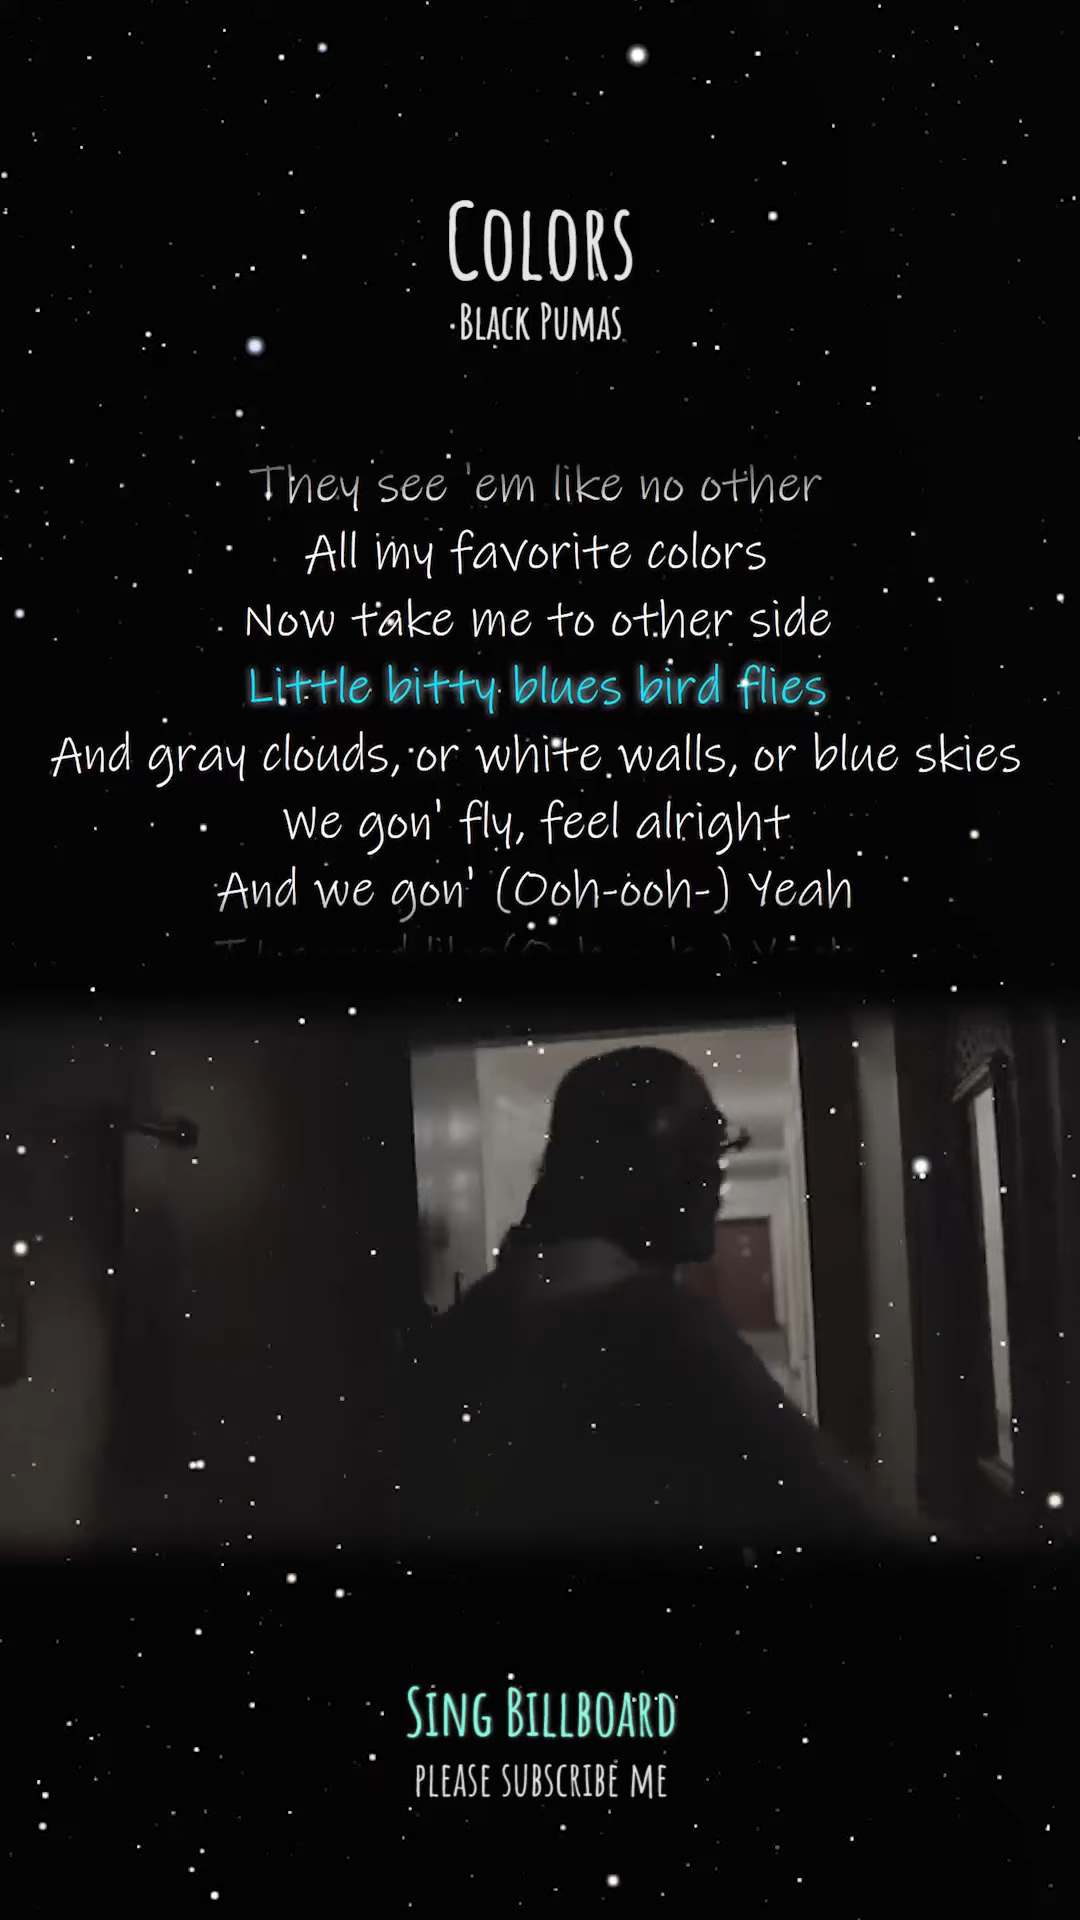 Colors
Black Pumas
They see 'em like no other
All my favorite colors
Now take me to other side
Little bitty blues bird flies
And gray clouds, or white walls, or blue skies
We gon' fly, feel alright
And we gon' (Ooh-ooh-) Yeah
Sing Billboard
please subscribe me